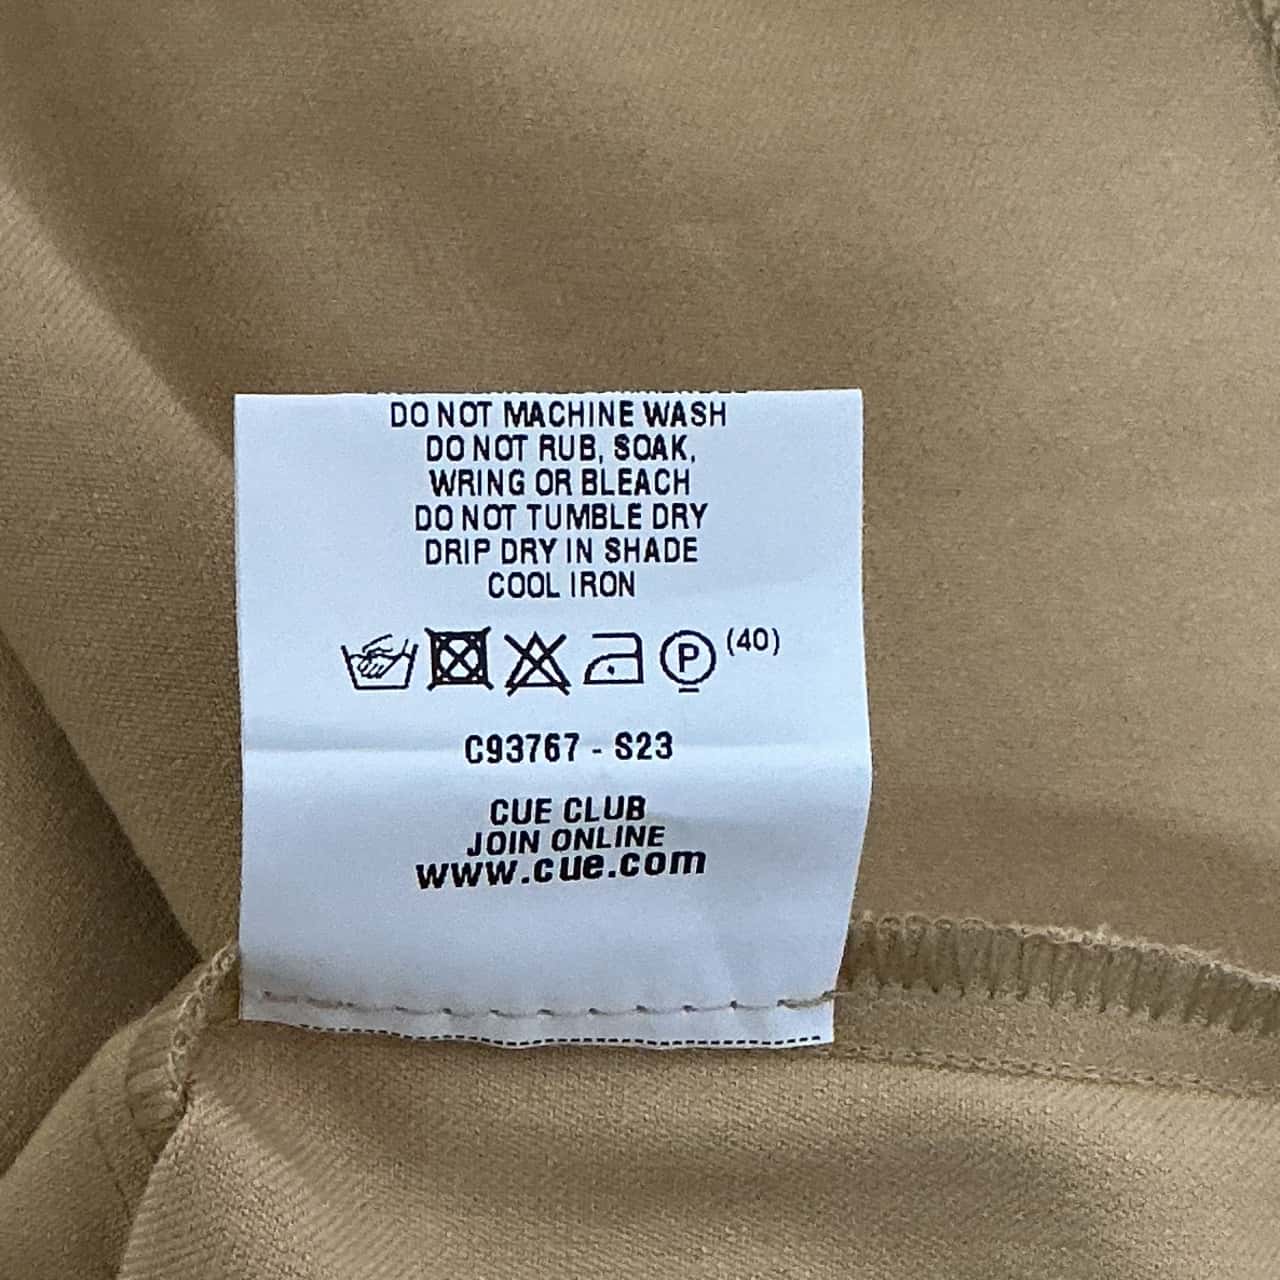 DO NOT MACHINE WASH
DO NOT RUB, SOAK,
WRING OR BLEACH
DO NOT TUMBLE DRY
DRIP DRY IN SHADE
COOL IRON
P (40)
C93767 - S23
CUE CLUB
JOIN ONLINE
www.cue.com